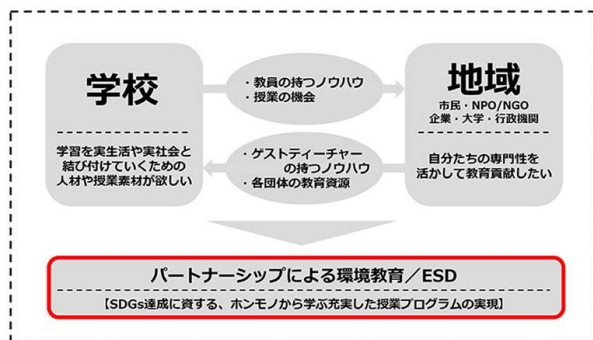 学校
学習を実生活や実社会と
結び付けていくための
人材や授業素材が欲しい
・教員の持つノウハウ
・授業の機会
・ゲストティーチャー
の持つノウハウ
・各団体の教育資源
地域
市民・NPO/NGO
企業・大学・行政機関
自分たちの専門性を
活かして教育貢献したい
パートナーシップによる環境教育／ESD
【SDGs達成に資する、ホンモノから学ぶ充実した授業プログラムの実現】